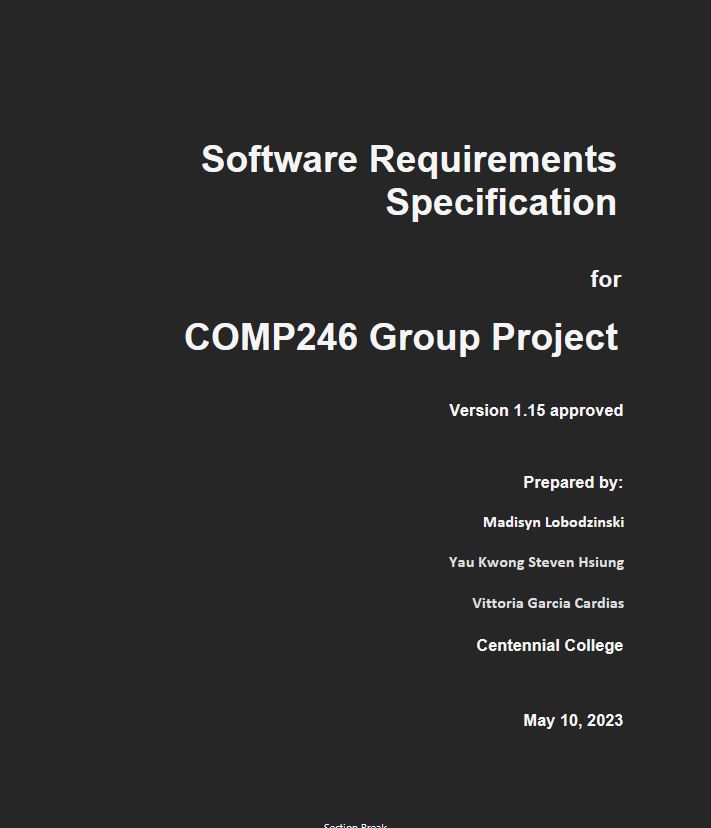 Software Requirements
Specification
for
COMP246 Group Project
Version 1.15 approved
Prepared by:
Madisyn Lobodzinski
Yau Kwong Steven Hsiung
Vittoria Garcia Cardias
Centennial College
May 10, 2023
Section Break